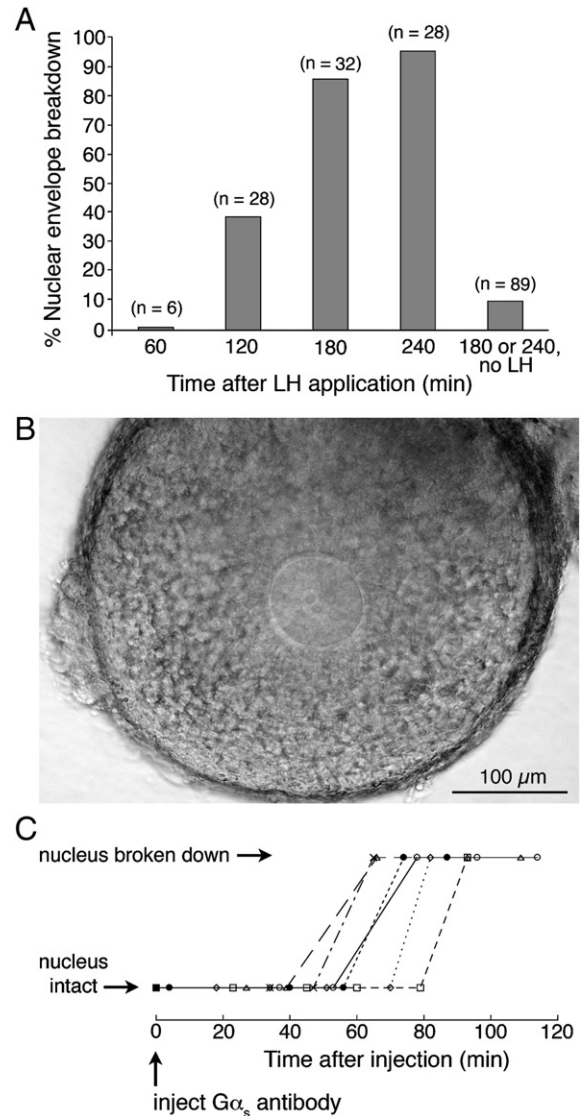 A
% Nuclear envelope breakdown
100
90
80
70
60
50
40
30
20
10
0
(n = 6)
(n = 28)
(n = 32)
(n = 28)
(n = 89)
60
120
180
240
180 or 240,
no LH
Time after LH application (min)
B
100 µm
C
nucleus broken down
nucleus
intact
0
20
40
60
80
100
120
Time after injection (min)
inject Gαs antibody